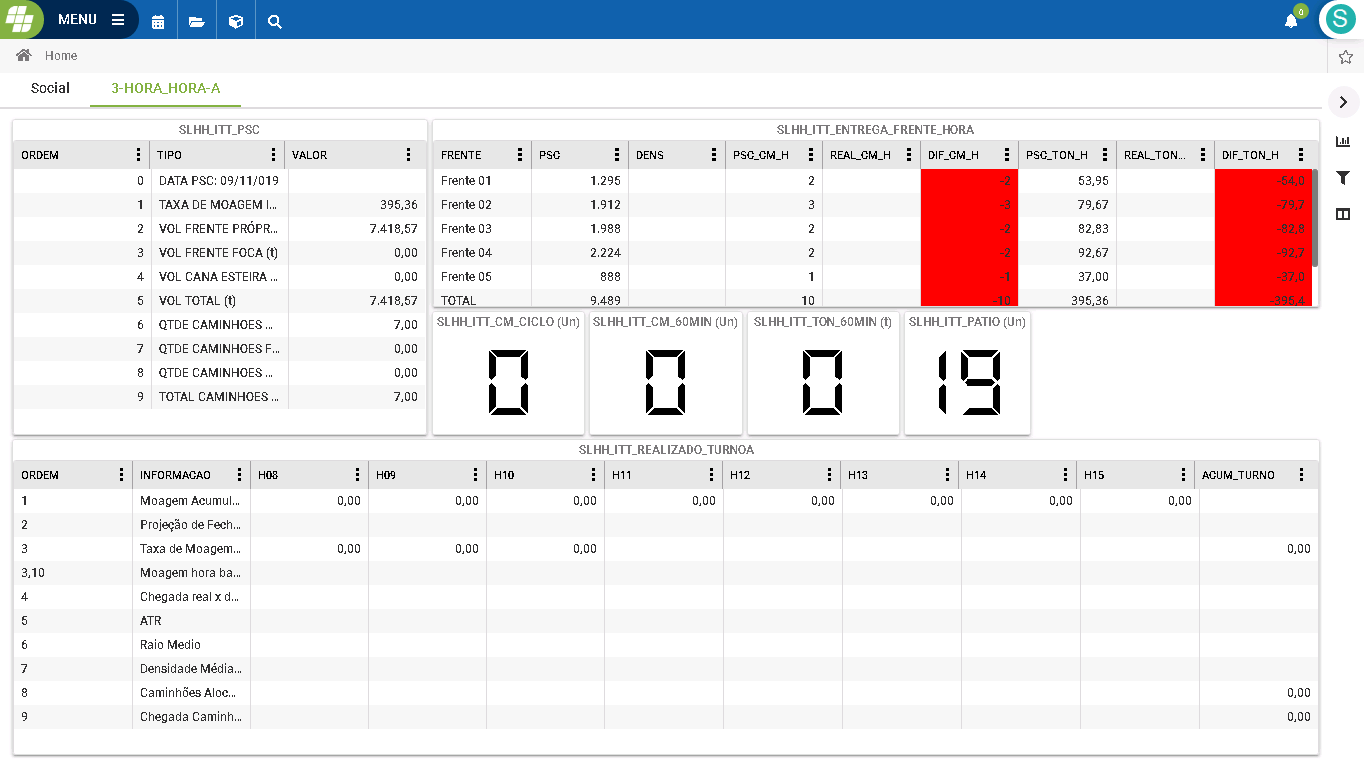 MENU
0
S
Home
Social 3-HORA_HORA-A
SLHH_ITT_PSC
ORDEM TIPO VALOR
0 DATA PSC: 09/11/019
1 TAXA DE MOAGEM I... 395,36
2 VOL FRENTE PRÓPR... 7.418,57
3 VOL FRENTE FOCA (t) 0,00
4 VOL CANA ESTEIRA ... 0,00
5 VOL TOTAL (t) 7.418,57
6 QTDE CAMINHOES ... 7,00
7 QTDE CAMINHOES F... 0,00
8 QTDE CAMINHOES ... 0,00
9 TOTAL CAMINHOES ... 7,00
SLHH_ITT_ENTREGA_FRENTE_HORA
FRENTE PSC DENS PSC_CM_H REAL_CM_H DIF_CM_H PSC_TON_H REAL_TON... DIF_TON_H
Frente 01 1.295 2 -2 53,95 -54,0
Frente 02 1.912 3 -3 79,67 -79,7
Frente 03 1.988 2 -2 82,83 -82,8
Frente 04 2.224 2 -2 92,67 -92,7
Frente 05 888 1 -1 37,00 -37,0
TOTAL 9.489 10 -10 395,36 -395,4
SLHH_ITT_CM_CICLO (Un) SLHH_ITT_CM_60MIN (Un) SLHH_ITT_TON_60MIN (t) SLHH_ITT_PATIO (Un)
0 0 0 19
SLHH_ITT_REALIZADO_TURNOA
ORDEM INFORMACAO H08 H09 H10 H11 H12 H13 H14 H15 ACUM_TURNO
1 Moagem Acumul... 0,00 0,00 0,00 0,00 0,00 0,00 0,00 0,00
2 Projeção de Fech...
3 Taxa de Moagem... 0,00 0,00 0,00 0,00
3,10 Moagem hora ba...
4 Chegada real x d...
5 ATR
6 Raio Medio
7 Densidade Média...
8 Caminhões Aloc... 0,00
9 Chegada Caminh... 0,00